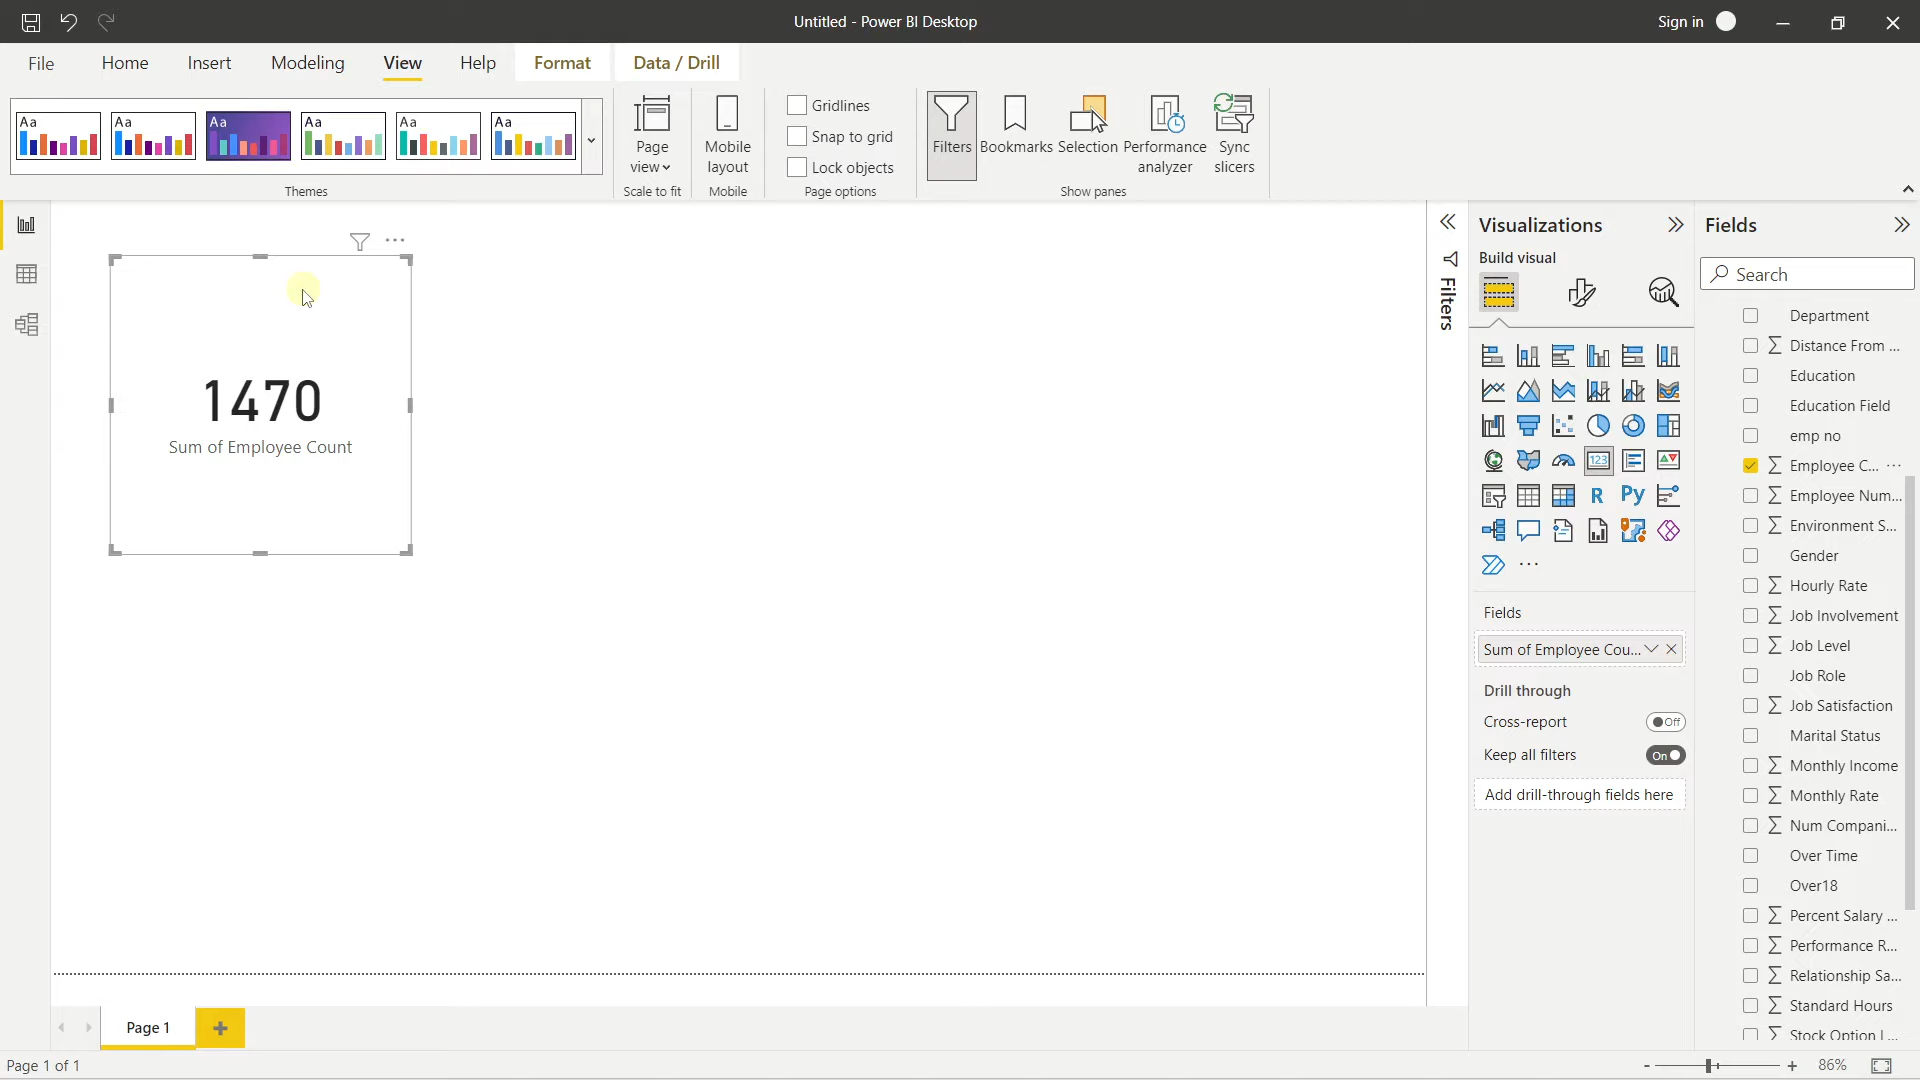 Untitled - Power BI Desktop
Sign in
File
Home
Insert
Modeling
View
Help
Format
Data / Drill
Aa
Aa
Aa
Aa
Aa
Aa
Themes
Page
view
Scale to fit
Mobile
layout
Mobile
Gridlines
Snap to grid
Lock objects
Page options
Filters
Bookmarks
Selection
Performance
analyzer
Sync
slicers
Show panes
1470
Sum of Employee Count
Filters
Visualizations
Build visual
123
R
Py
Fields
Sum of Employee Cou...
Drill through
Cross-report
Off
Keep all filters
On
Add drill-through fields here
Fields
Search
Department
Distance From ...
Education
Education Field
emp no
Employee C...
Employee Num...
Environment S...
Gender
Hourly Rate
Job Involvement
Job Level
Job Role
Job Satisfaction
Marital Status
Monthly Income
Monthly Rate
Num Compani...
Over Time
Over18
Percent Salary ...
Performance R...
Relationship Sa...
Standard Hours
Stock Option L...
Page 1
Page 1 of 1
86%